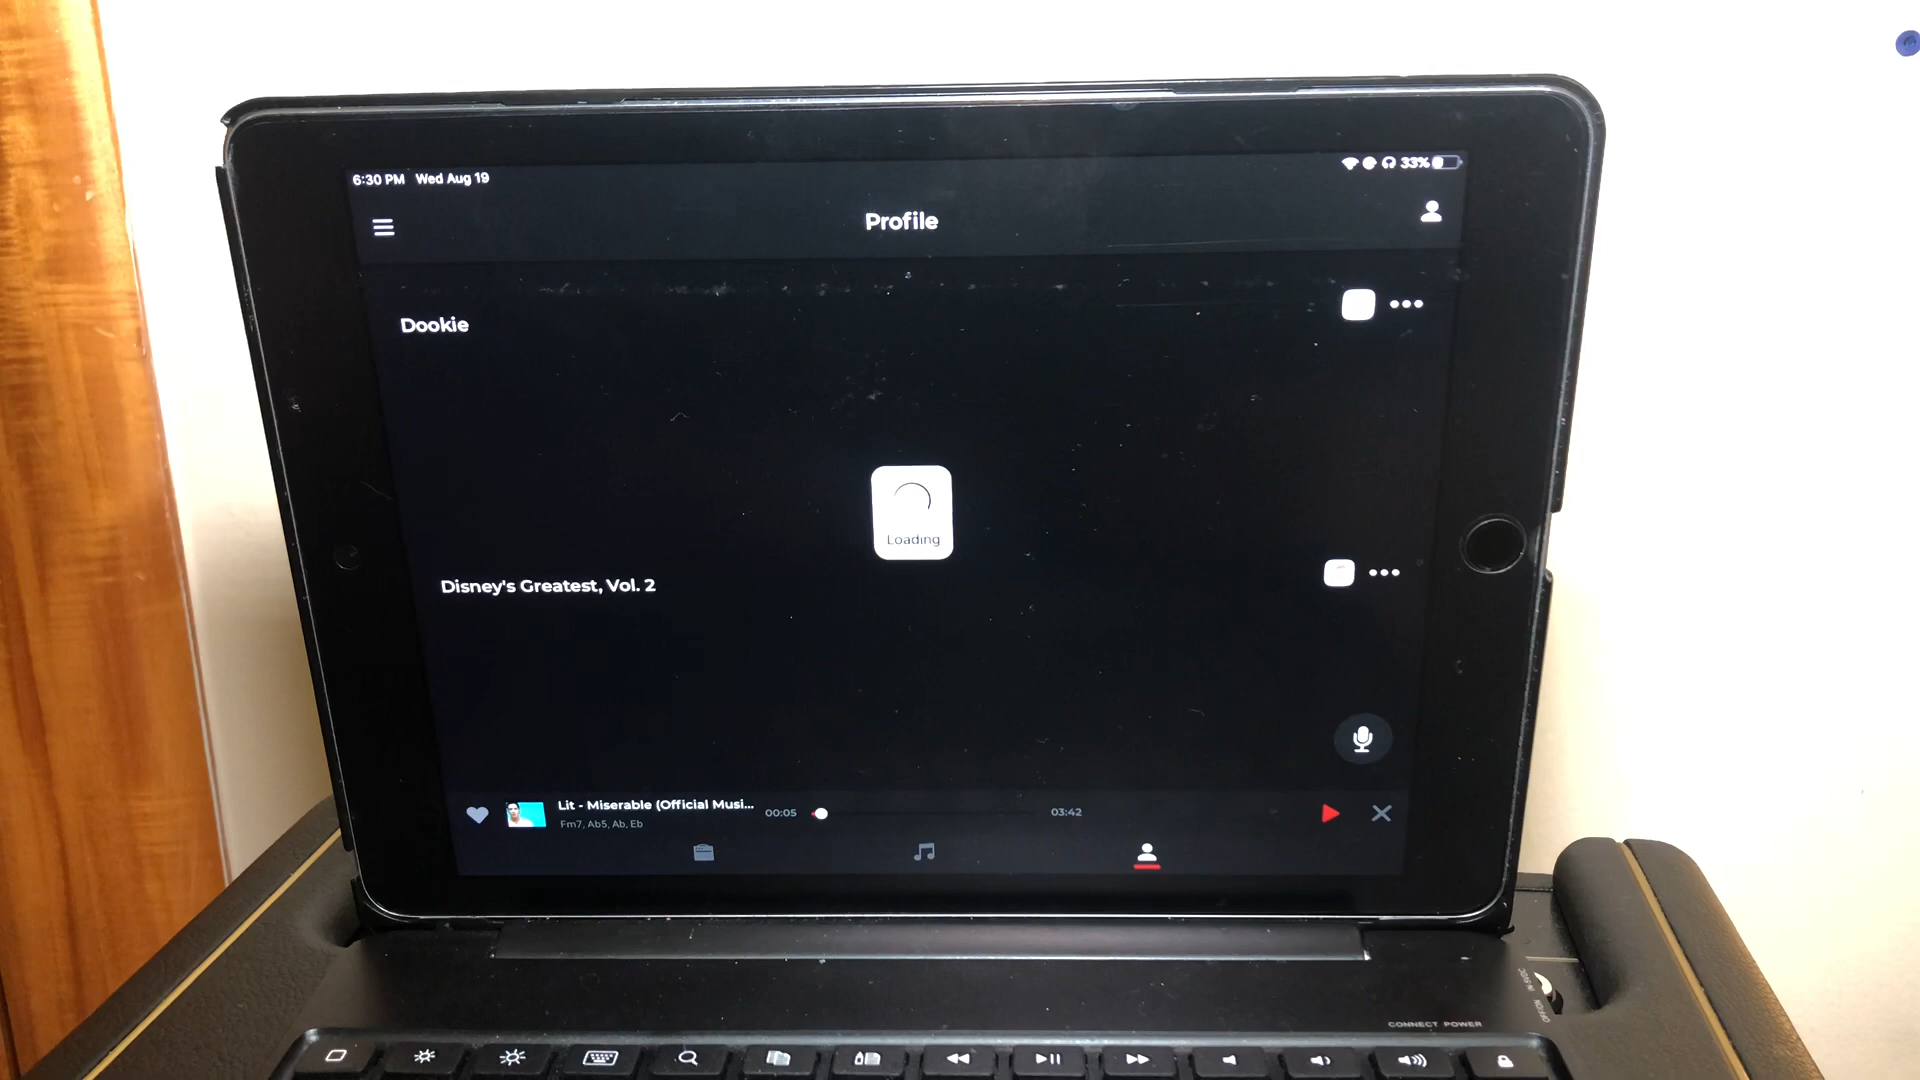 6:30 PM Wed Aug 19
33%
Profile
Dookie
Loading
Disney's Greatest, Vol. 2
Lit - Miserable (Official Musi...
Fm7, Ab5, Ab, Eb
00:05
03:42
CONNECT POWER